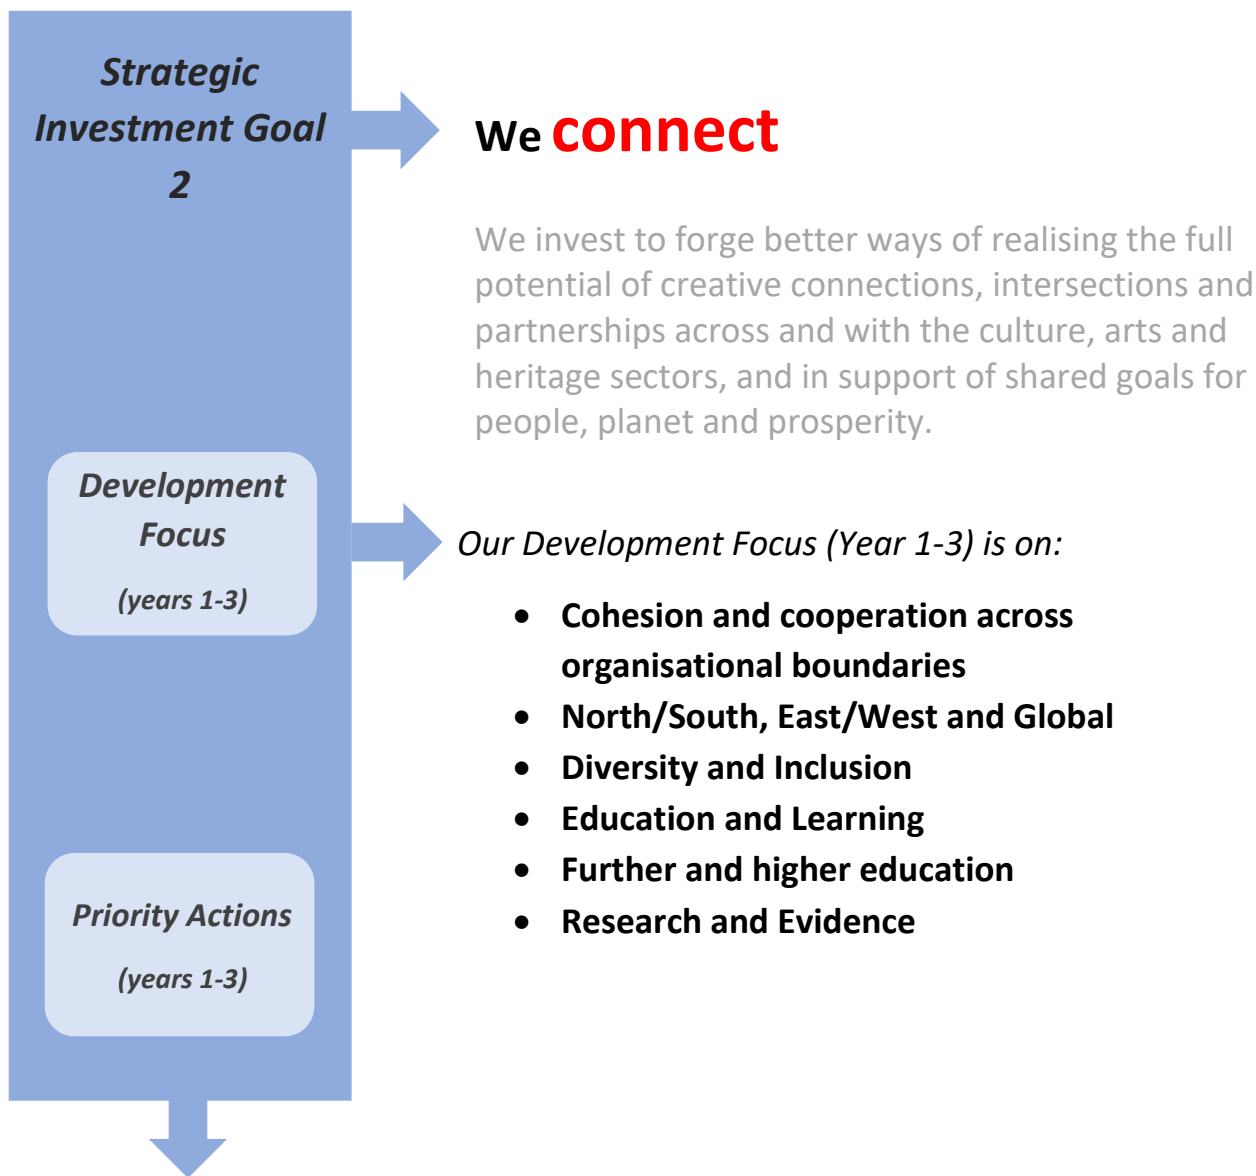 Strategic
Investment Goal
2
We connect
We invest to forge better ways of realising the full
potential of creative connections, intersections and
partnerships across and with the culture, arts and
heritage sectors, and in support of shared goals for
people, planet and prosperity.
Development
Focus
(years 1-3)
Our Development Focus (Year 1-3) is on:
• Cohesion and cooperation across
organisational boundaries
• North/South, East/West and Global
• Diversity and Inclusion
• Education and Learning
• Further and higher education
• Research and Evidence
Priority Actions
(years 1-3)